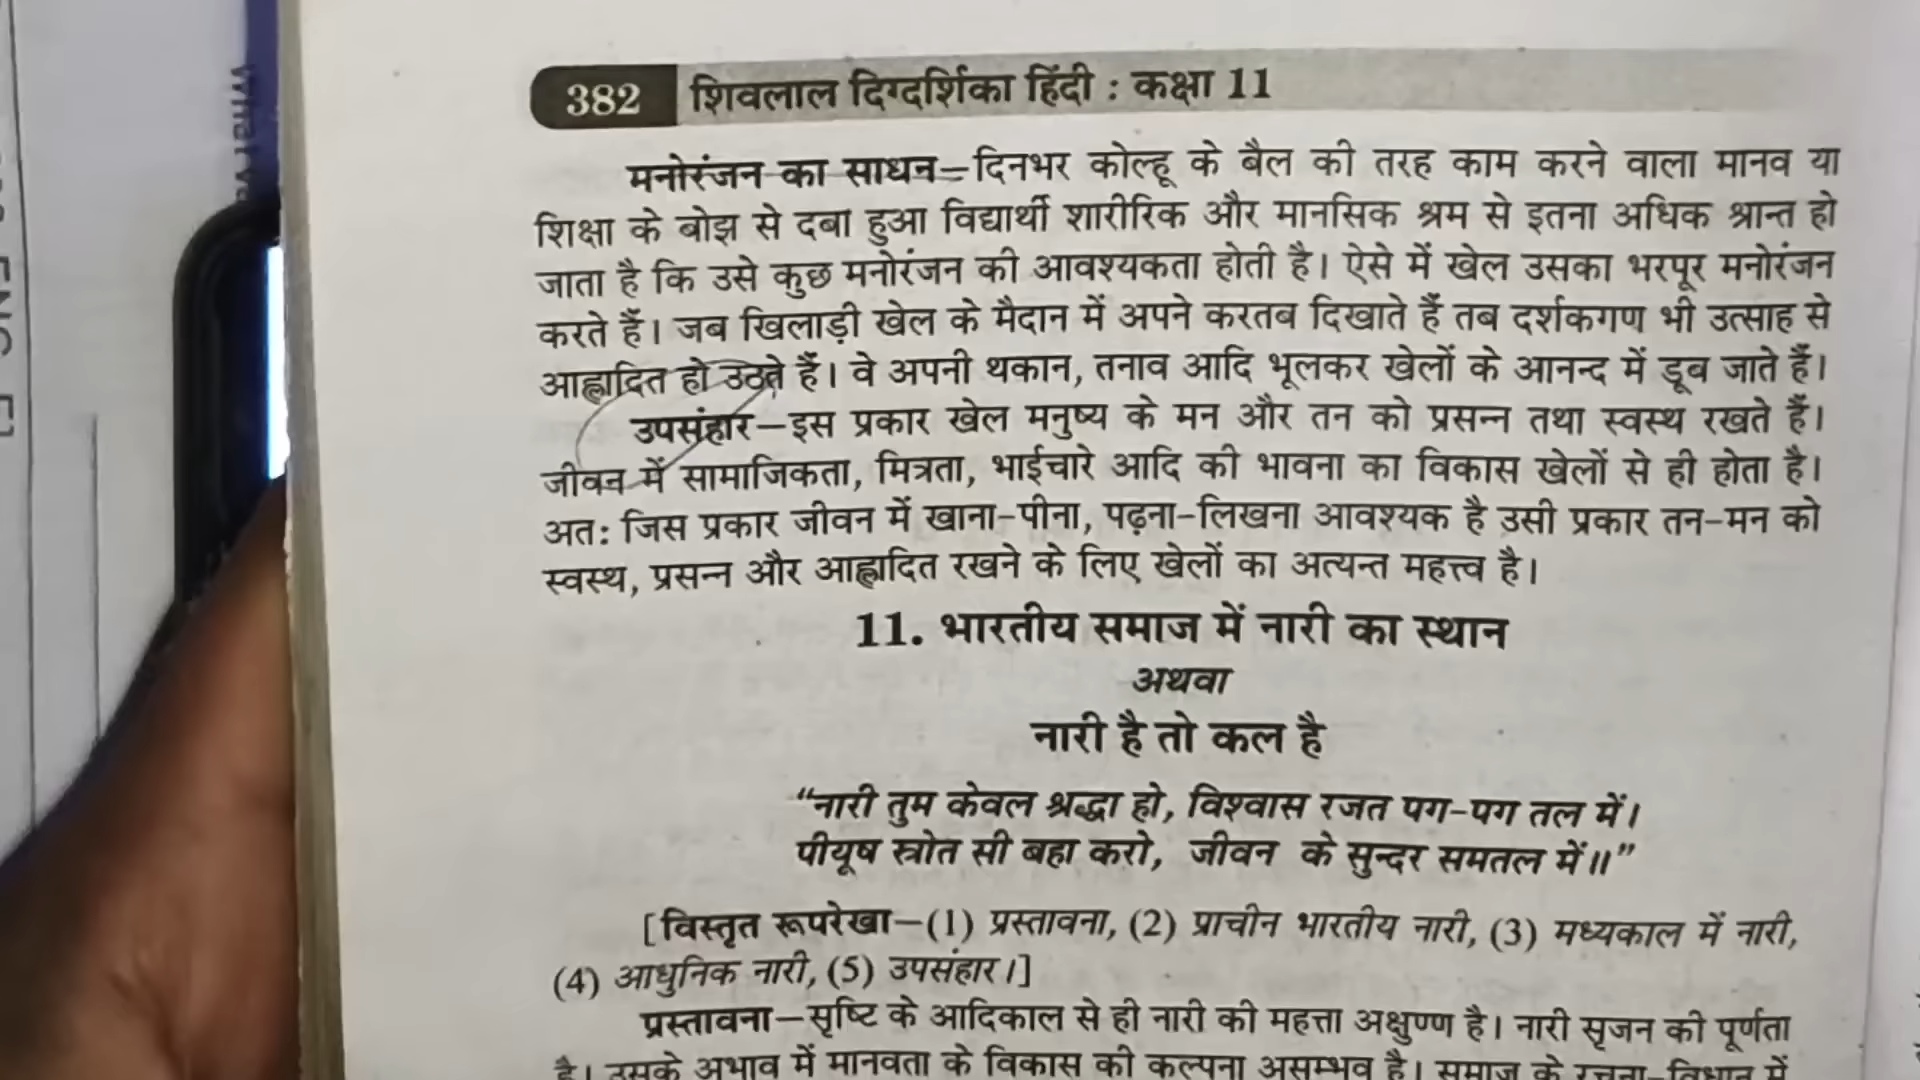 382 शिवलाल दिग्दर्शिका हिंदी : कक्षा 11
मनोरंजन का साधन—दिनभर कोल्हू के बैल की तरह काम करने वाला मानव या
शिक्षा के बोझ से दबा हुआ विद्यार्थी शारीरिक और मानसिक श्रम से इतना अधिक श्रान्त हो
जाता है कि उसे कुछ मनोरंजन की आवश्यकता होती है। ऐसे में खेल उसका भरपूर मनोरंजन
करते हैं। जब खिलाड़ी खेल के मैदान में अपने करतब दिखाते हैं तब दर्शकगण भी उत्साह से
आह्लादित हो उठते हैं। वे अपनी थकान, तनाव आदि भूलकर खेलों के आनन्द में डूब जाते हैं।
उपसंहार—इस प्रकार खेल मनुष्य के मन और तन को प्रसन्न तथा स्वस्थ रखते हैं।
जीवन में सामाजिकता, मित्रता, भाईचारे आदि की भावना का विकास खेलों से ही होता है।
अतः जिस प्रकार जीवन में खाना-पीना, पढ़ना-लिखना आवश्यक है उसी प्रकार तन-मन को
स्वस्थ, प्रसन्न और आह्लादित रखने के लिए खेलों का अत्यन्त महत्त्व है।
11. भारतीय समाज में नारी का स्थान
अथवा
नारी है तो कल है
“नारी तुम केवल श्रद्धा हो, विश्वास रजत पग-पग तल में।
पीयूष स्त्रोत सी बहा करो, जीवन के सुन्दर समतल में॥”
[विस्तृत रूपरेखा—(1) प्रस्तावना, (2) प्राचीन भारतीय नारी, (3) मध्यकाल में नारी,
(4) आधुनिक नारी, (5) उपसंहार।]
प्रस्तावना—सृष्टि के आदिकाल से ही नारी की महत्ता अक्षुण्ण है। नारी सृजन की पूर्णता
है। उसके अभाव में मानवता के विकास की कल्पना असम्भव है। समाज के रचना-विधान में